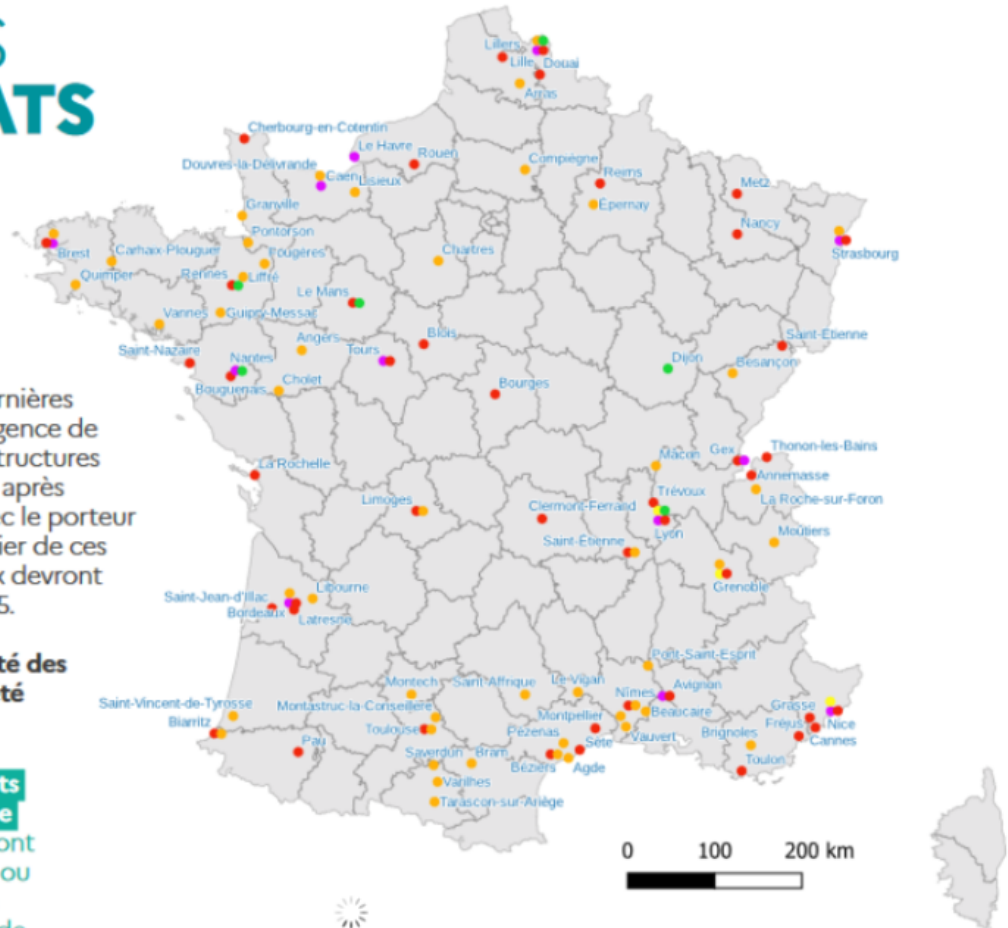 S
ATS
rnières
gence de
tructures
après
c le porteur
ier de ces
x devront
5.
té des
té
ts
e
ont
ou
de
Lillers
Lille
Douai
Arras
Cherbourg-en-Cotentin
Le Havre
Rouen
Douvres-la-Délivrande
Caen
Lisieux
Compiègne
Reims
Épernay
Metz
Nancy
Strasbourg
Granville
Pontorson
Brest
Carhaix-Plouguer
Fougères
Quimper
Rennes
Liffré
Chartres
Le Mans
Vannes
Guipry-Messac
Saint-Nazaire
Angers
Tours
Blois
Nantes
Bouguenais
Cholet
Bourges
Dijon
Saint-Etienne
Besançon
La Rochelle
Mâcon
Gex
Thonon-les-Bains
Annemasse
La Roche-sur-Foron
Limoges
Clermont-Ferrand
Trévoux
Lyon
Saint-Étienne
Moûtiers
Grenoble
Saint-Jean-d'Illac
Libourne
Bordeaux
Latresne
Pont-Saint-Esprit
Saint-Vincent-de-Tyrosse
Biarritz
Montech
Saint-Affrique
Le Vigan
Nîmes
Avignon
Montastruc-la-Conseillère
Montpellier
Beaucaire
Grasse
Toulouse
Pézenas
Vauvert
Brignoles
Fréjus
Nice
Cannes
Pau
Saverdun
Bram
Sète
Béziers
Agde
Toulon
Varilhes
Tarascon-sur-Ariège
0 100 200 km